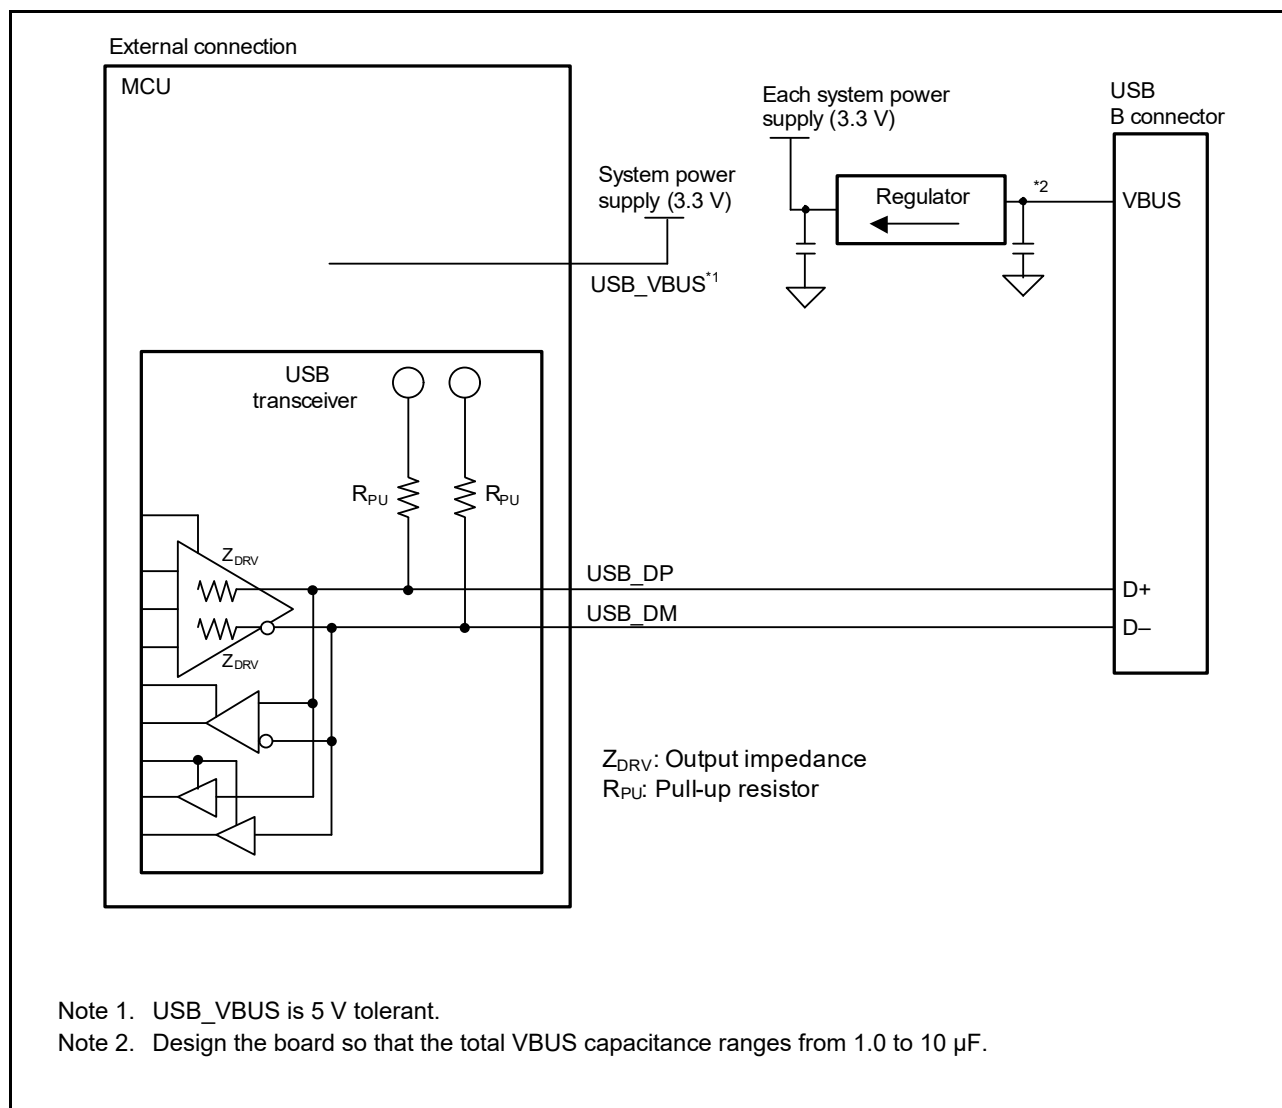 External connection
MCU
Each system power
supply (3.3 V)
USB
B connector
System power
supply (3.3 V)
Regulator
*2
VBUS
USB_VBUS*1
USB
transceiver
RPU
RPU
ZDRV
USB_DP
D+
USB_DM
D–
ZDRV
ZDRV: Output impedance
RPU: Pull-up resistor
Note 1. USB_VBUS is 5 V tolerant.
Note 2. Design the board so that the total VBUS capacitance ranges from 1.0 to 10 μF.